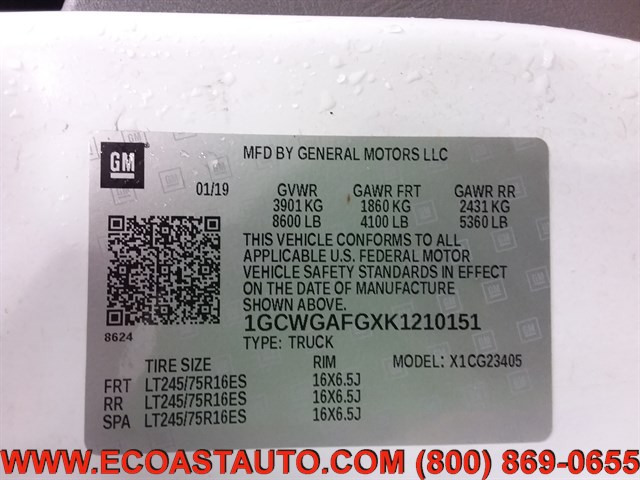 GM
MFD BY GENERAL MOTORS LLC
01/19 GVWR GAWR FRT GAWR RR
3901 KG 1860 KG 2431 KG
8600 LB 4100 LB 5360 LB
THIS VEHICLE CONFORMS TO ALL
APPLICABLE U.S. FEDERAL MOTOR
VEHICLE SAFETY STANDARDS IN EFFECT
ON THE DATE OF MANUFACTURE
SHOWN ABOVE.
1GCWGAFGXK1210151
8624
TYPE: TRUCK
TIRE SIZE RIM MODEL: X1CG23405
FRT LT245/75R16ES 16X6.5J
RR LT245/75R16ES 16X6.5J
SPA LT245/75R16ES 16X6.5J
WWW.ECOASTAUTO.COM (800) 869-0655